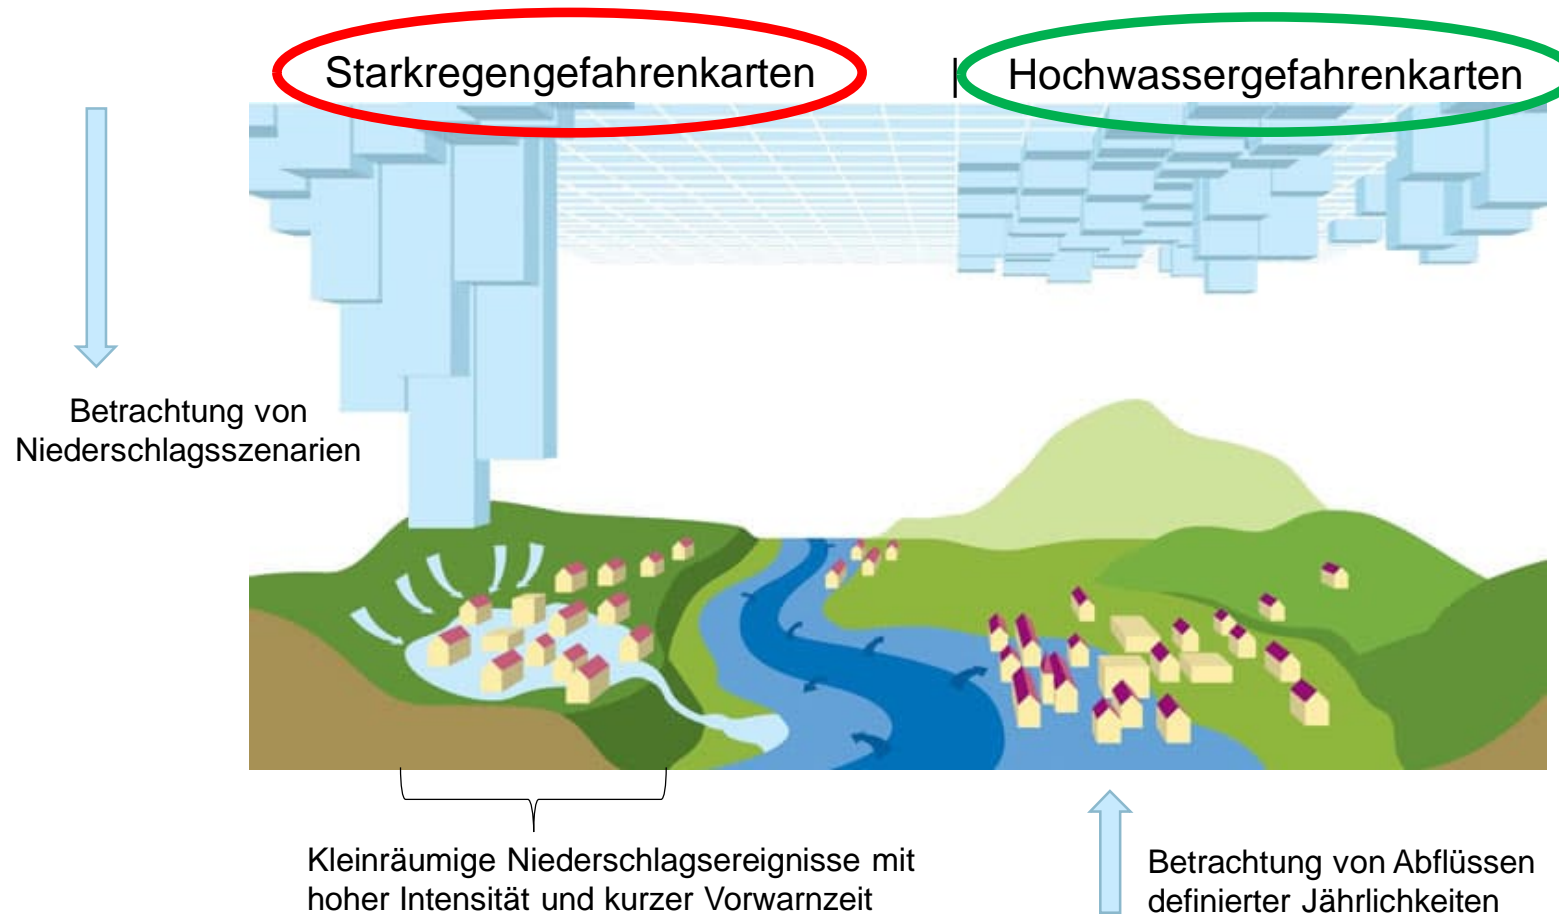 Starkregengefahrenkarten | Hochwassergefahrenkarten
Betrachtung von
Niederschlagsszenarien
Kleinräumige Niederschlagsereignisse mit
hoher Intensität und kurzer Vorwarnzeit
Betrachtung von Abflüssen
definierter Jährlichkeiten